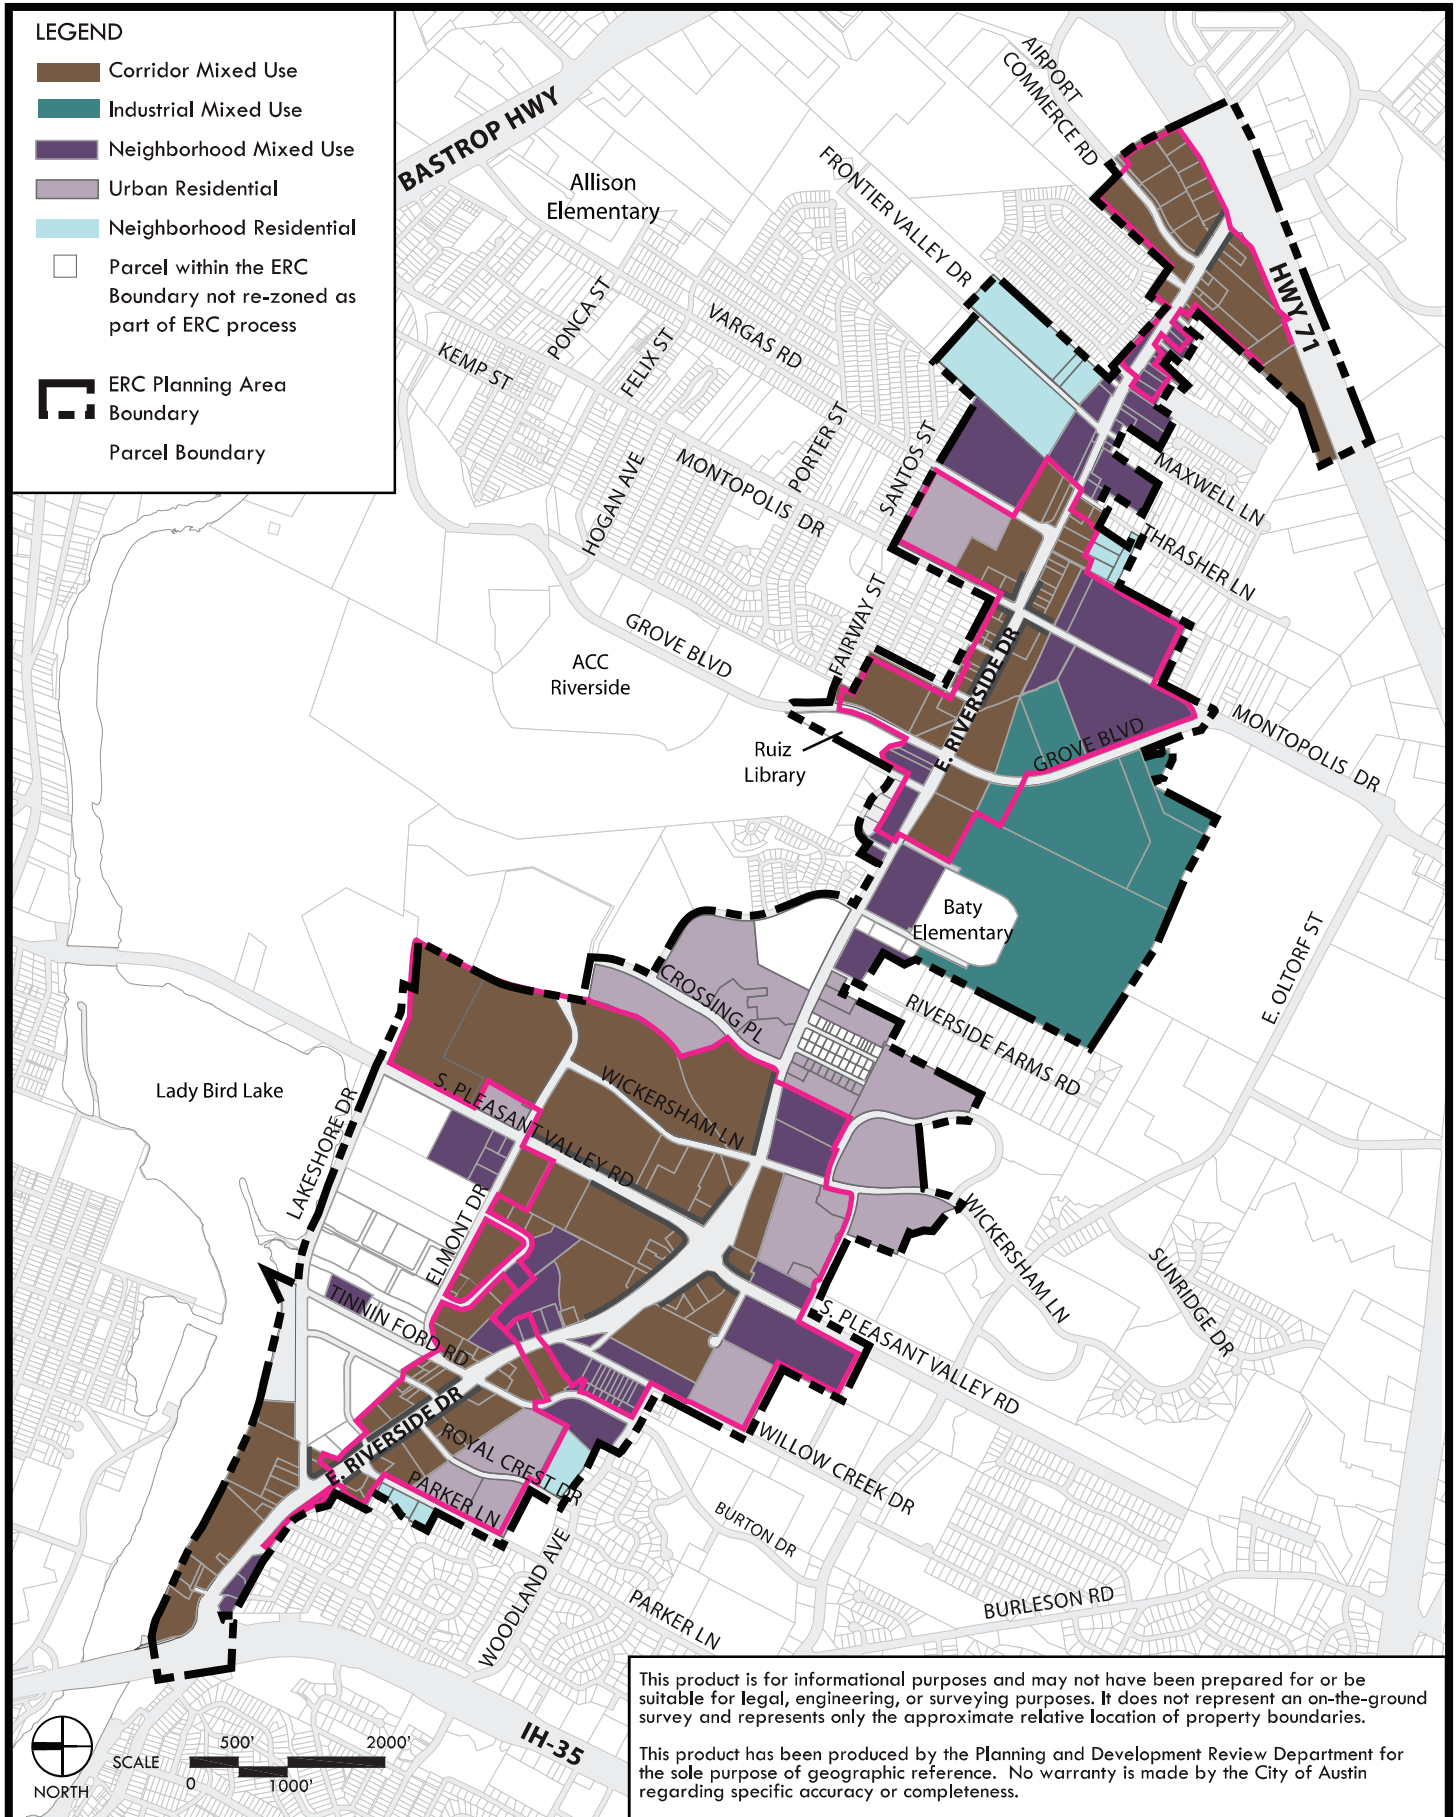 LEGEND
Corridor Mixed Use
Industrial Mixed Use
Neighborhood Mixed Use
Urban Residential
Neighborhood Residential
Parcel within the ERC
Boundary not re-zoned as
part of ERC process
ERC Planning Area
Boundary
Parcel Boundary
BASTROP HWY
AIRPORT
COMMERCE RD
Allison
Elementary
FRONTIER VALLEY DR
HWY 71
PONCA ST
VARGAS RD
FELIX ST
KEMP ST
PORTER ST
SANTOS ST
MONTOPOLIS DR
HOGAN AVE
MAXWELL LN
THRASHER LN
FAIRWAY ST
GROVE BLVD
ACC
Riverside
E. RIVERSIDE DR
Ruiz
Library
GROVE BLVD
MONTOPOLIS DR
Baty
Elementary
E. OLTORF ST
CROSSING PL
RIVERSIDE FARMS RD
Lady Bird Lake
LAKESHORE DR
S. PLEASANT VALLEY RD
WICKERSHAM LN
ELMONT DR
WICKERSHAM LN
SUNRIDGE DR
TINNIN FORD RD
S. PLEASANT VALLEY RD
E. RIVERSIDE DR
ROYAL CREST DR
PARKER LN
WILLOW CREEK DR
BURTON DR
WOODLAND AVE
PARKER LN
BURLESON RD
IH-35
NORTH
SCALE
500'
2000'
0
1000'
This product is for informational purposes and may not have been prepared for or be
suitable for legal, engineering, or surveying purposes. It does not represent an on-the-ground
survey and represents only the approximate relative location of property boundaries.
This product has been produced by the Planning and Development Review Department for
the sole purpose of geographic reference. No warranty is made by the City of Austin
regarding specific accuracy or completeness.